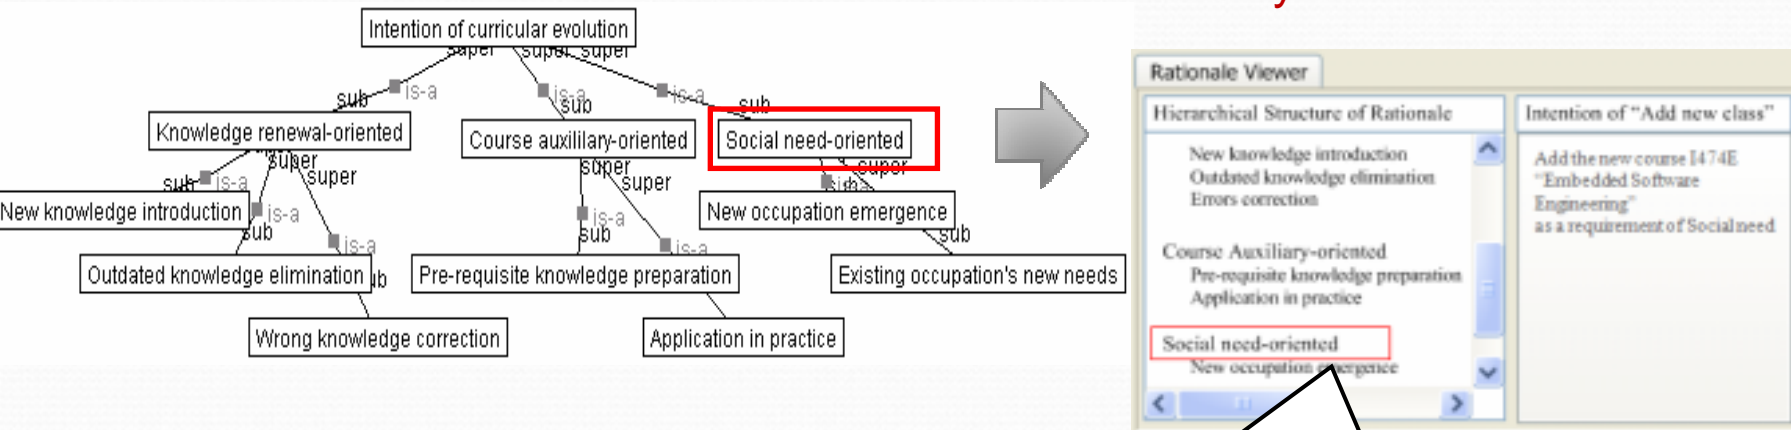 Intention of curricular evolution
super super super
is-a is-a is-a
sub sub sub
Knowledge renewal-oriented
Course auxililary-oriented
Social need-oriented
super super super super super
sub is-a is-a is-a
New knowledge introduction
New occupation emergence
sub is-a sub is-a is-a sub
Outdated knowledge elimination
Pre-requisite knowledge preparation
Existing occupation's new needs
Wrong knowledge correction
Application in practice
Rationale Viewer
Hierarchical Structure of Rationale
New knowledge introduction
Outdated knowledge elimination
Errors correction
Course Auxiliary-oriented
Pre-requisite knowledge preparation
Application in practice
Social need-oriented
New occupation emergence
Intention of "Add new class"
Add the new course I474E
"Embedded Software
Engineering"
as a requirement of Social need